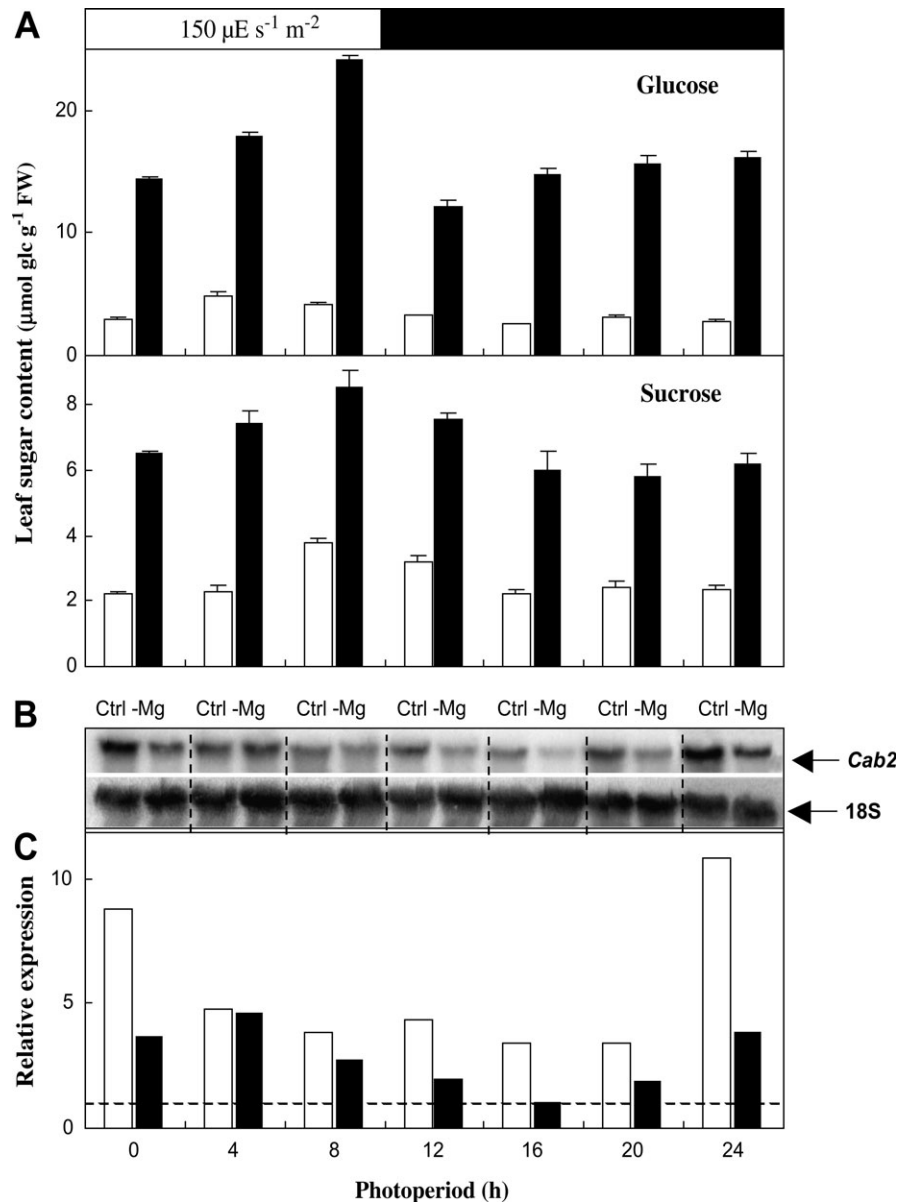 A
150 µE s-1 m-2
Glucose
20
10
0
Leaf sugar content (µmol glc g-1 FW)
Sucrose
8
6
4
2
0
B
Ctrl -Mg Ctrl -Mg Ctrl -Mg Ctrl -Mg Ctrl -Mg Ctrl -Mg Ctrl -Mg
Cab2
18S
C
10
5
0
Relative expression
0 4 8 12 16 20 24
Photoperiod (h)